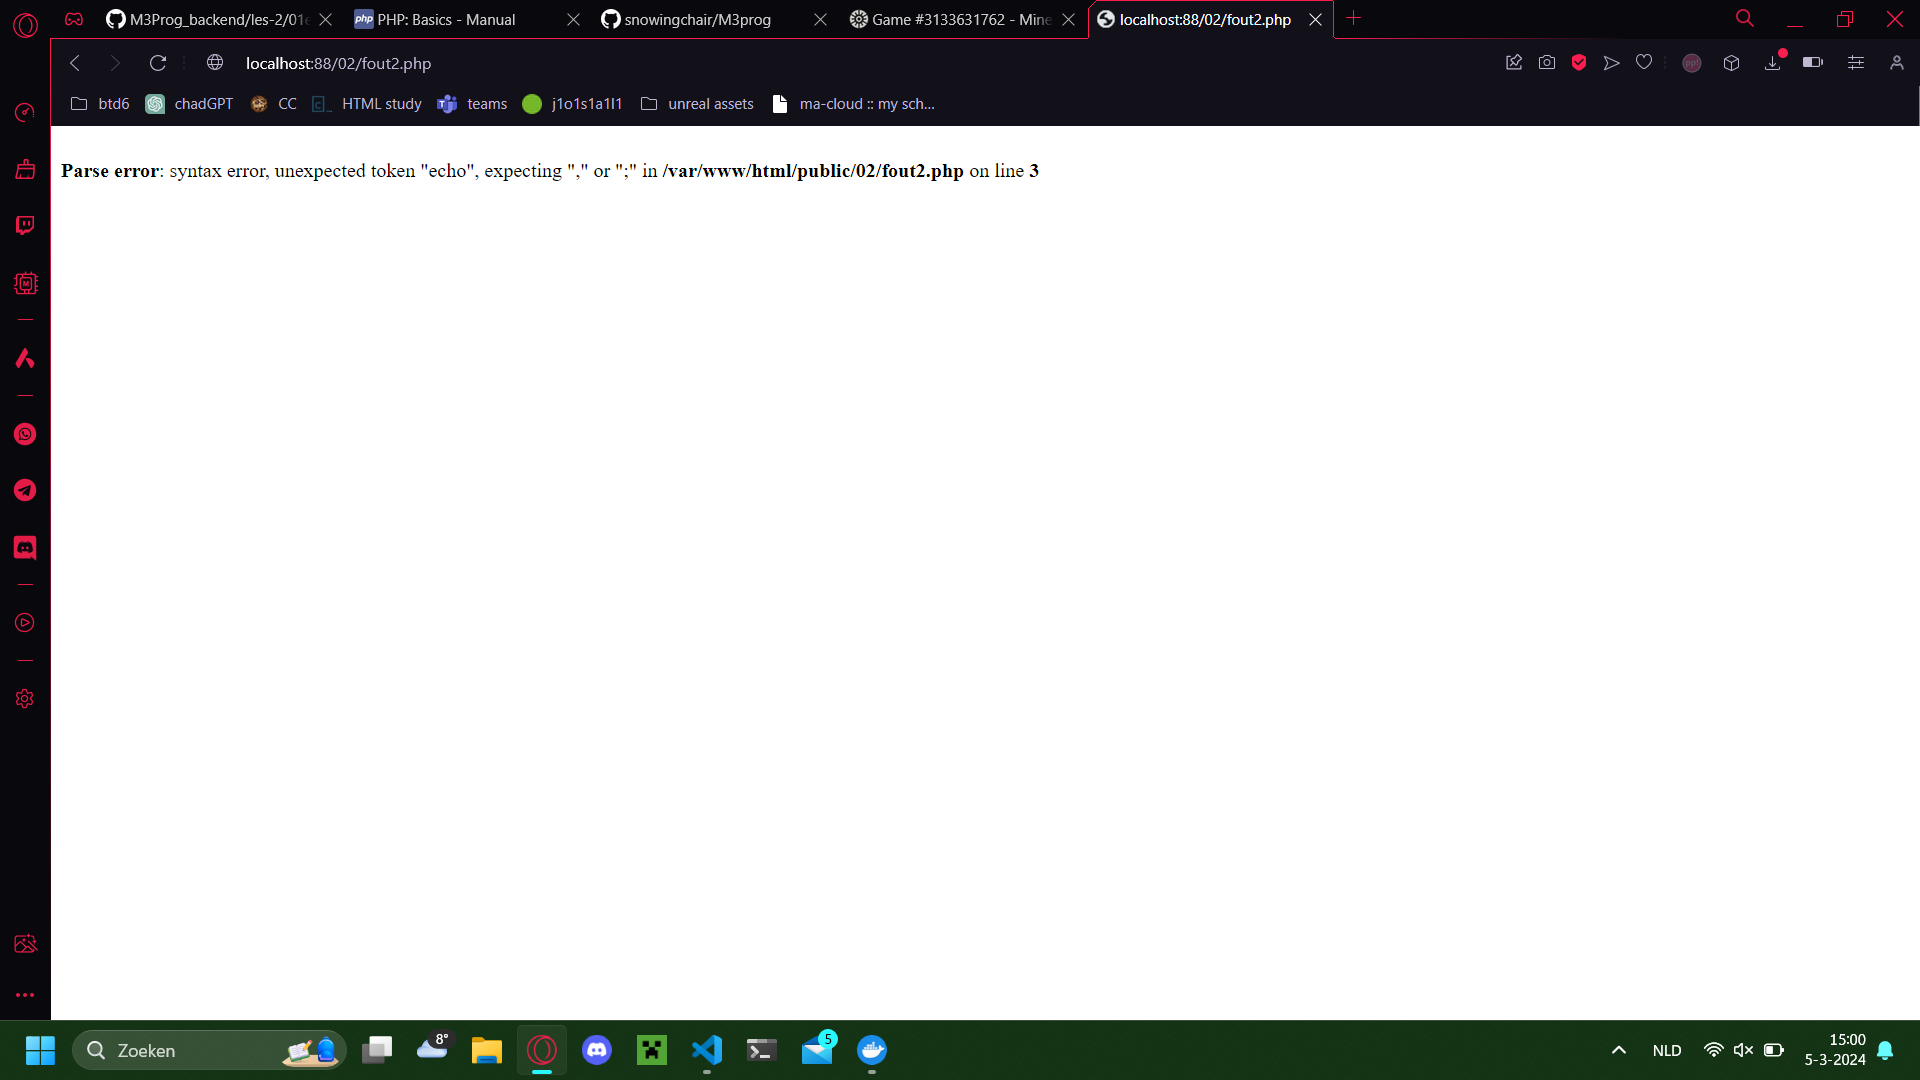 M3Prog_backend/les-2/01e
php PHP: Basics - Manual
snowingchair/M3prog
Game #3133631762 - Mine
localhost:88/02/fout2.php
localhost:88/02/fout2.php
btd6
chadGPT
CC
HTML study
teams
j1o1s1a1l1
unreal assets
ma-cloud :: my sch...
Parse error: syntax error, unexpected token "echo", expecting "," or ";" in /var/www/html/public/02/fout2.php on line 3
Zoeken
8°
5
NLD
15:00
5-3-2024